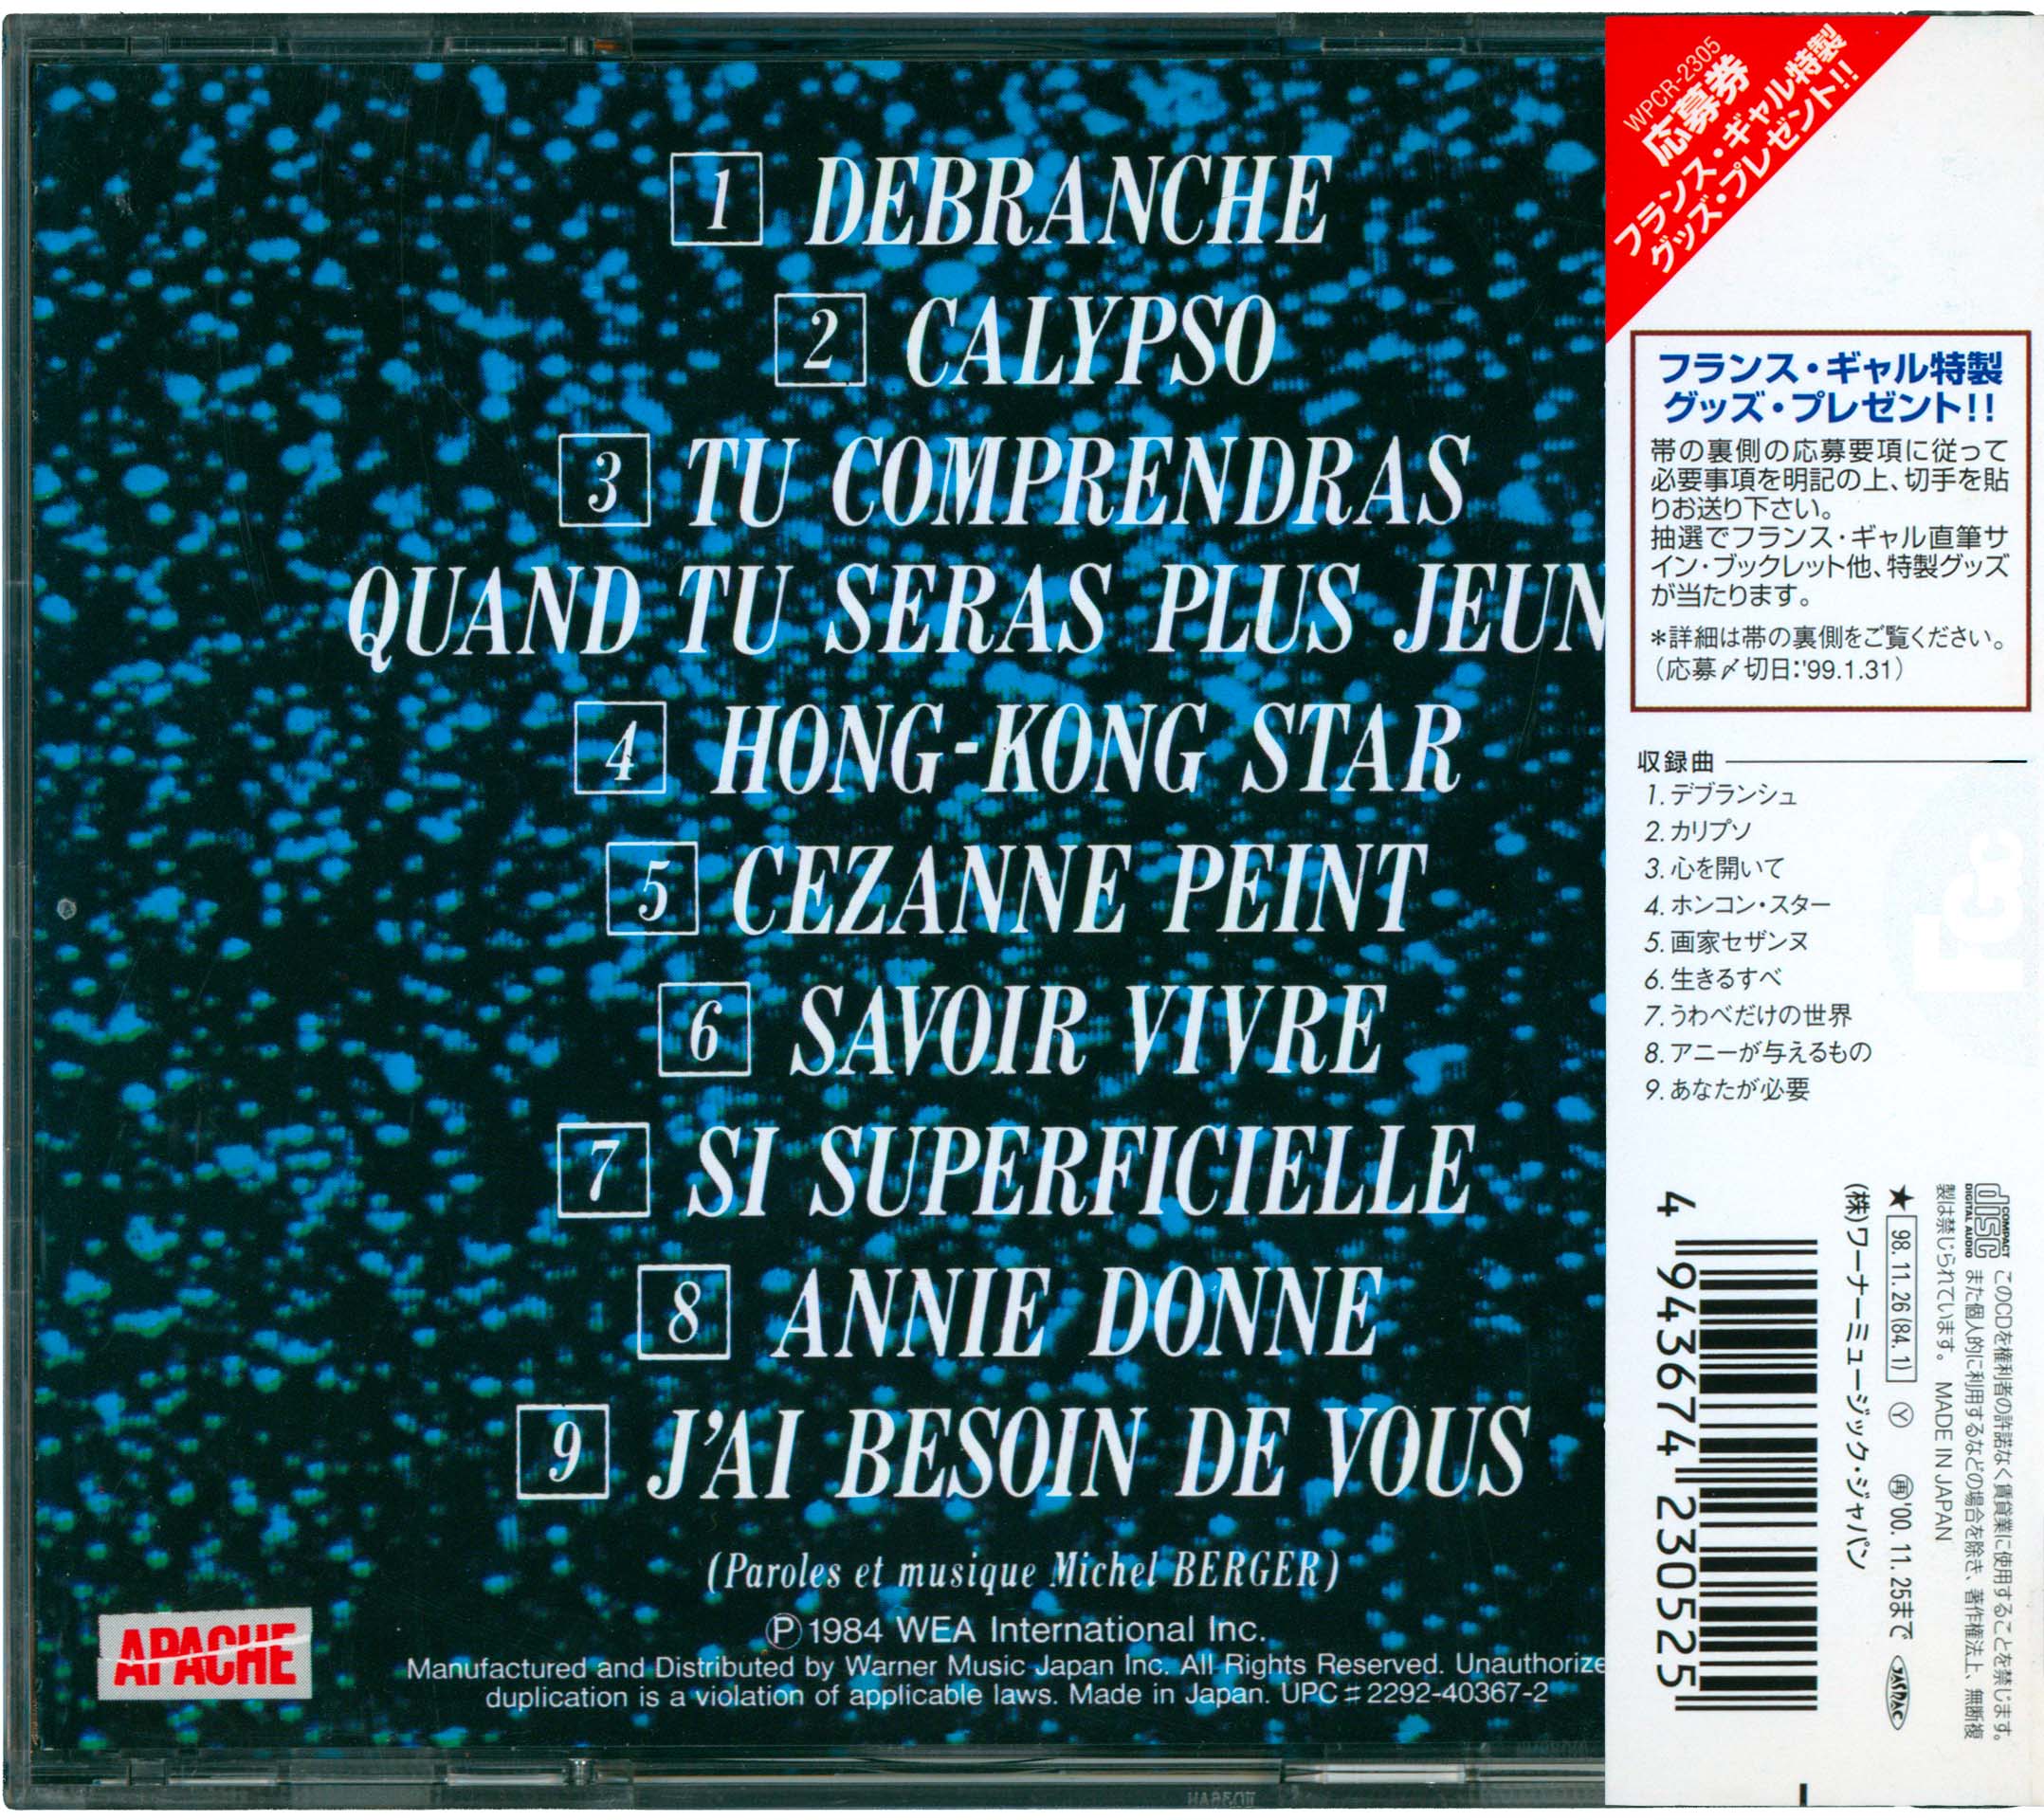 1 DEBRANCHE
2 CALYPSO
3 TU COMPRENDRAS
QUAND TU SERAS PLUS JEUN
4 HONG-KONG STAR
5 CEZANNE PEINT
6 SAVOIR VIVRE
7 SI SUPERFICIELLE
8 ANNIE DONNE
9 J'AI BESOIN DE VOUS
(Paroles et musique Michel BERGER)
Ⓟ1984 WEA International Inc.
Manufactured and Distributed by Warner Music Japan Inc. All Rights Reserved. Unauthorize
duplication is a violation of applicable laws. Made in Japan. UPC♯2292-40367-2
APACHE
WPCR-2305
応募券
フランス・ギャル特製
グッズ・プレゼント!!
フランス・ギャル特製
グッズ・プレゼント!!
帯の裏側の応募要項に従って
必要事項を明記の上、切手を貼
りお送り下さい。
抽選でフランス・ギャル直筆サ
イン・ブックレット他、特製グッズ
が当たります。
*詳細は帯の裏側をご覧ください。
(応募〆切日:'99.1.31)
収録曲
1.デブランシュ
2.カリプソ
3.心を開いて
4.ホンコン・スター
5.画家セザンヌ
6.生きるすべ
7.うわべだけの世界
8.アニーが与えるもの
9.あなたが必要
COMPACT disc DIGITAL AUDIO
このCDを権利者の許諾なく賃貸業に使用することを禁じます。
また個人的に利用するなどの場合を除き、著作権法上、無断複
製は禁じられています。 MADE IN JAPAN
★ 98.11.26(84.1) Ⓨ ㊞'00.11.25まで JASRAC
(株)ワーナーミュージック・ジャパン
4 943674 230525